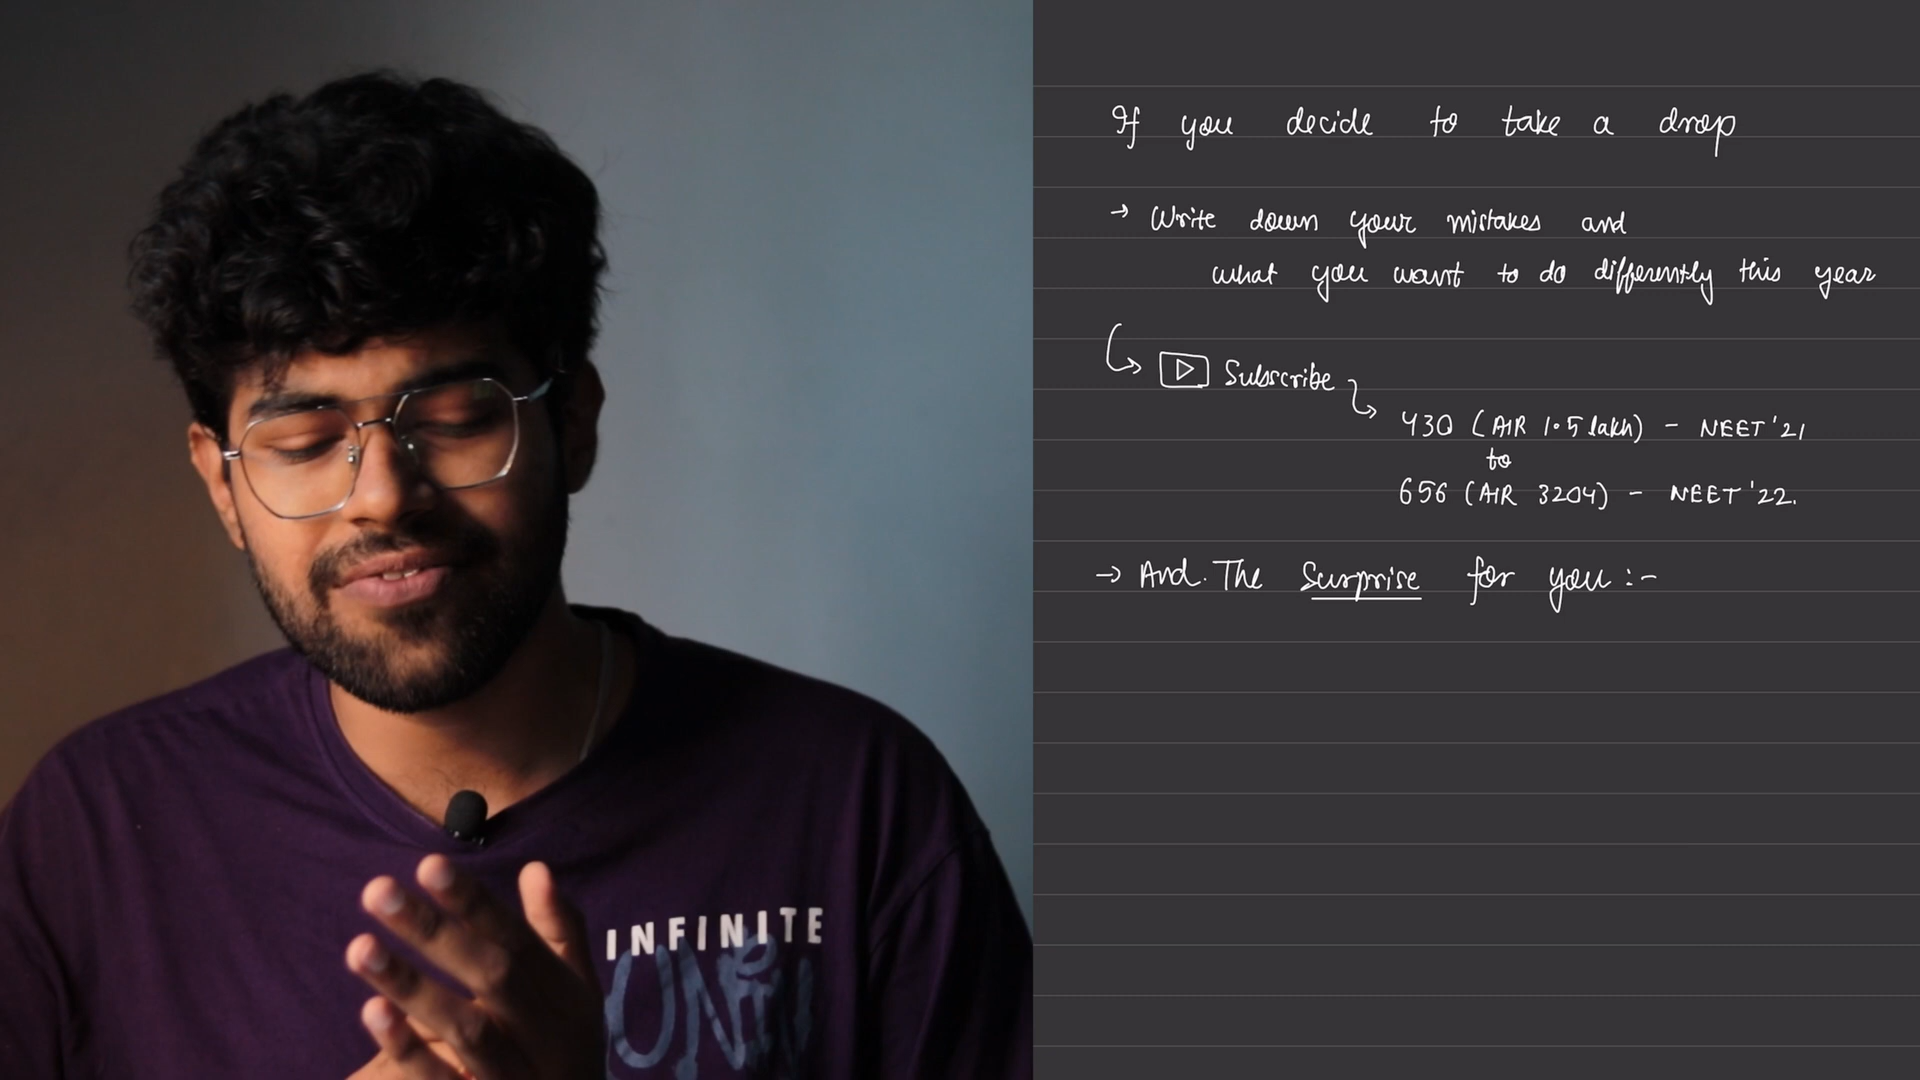 If you decide to take a drop
→ Write down your mistakes and
what you want to do differently this year
Subscribe
430 (AIR 1.5 lakh) - NEET '21
to
656 (AIR 3204) - NEET '22.
→ And. The Surprise for you :-
INFINITE